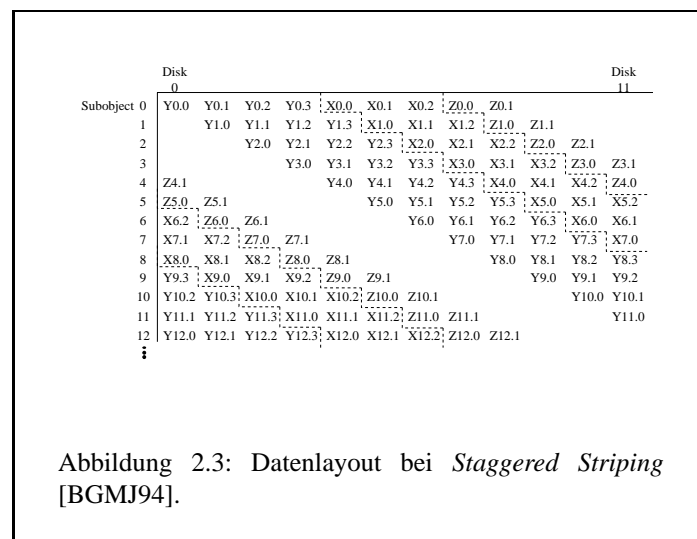 Disk Disk
0 11
Subobject 0 Y0.0 Y0.1 Y0.2 Y0.3 X0.0 X0.1 X0.2 Z0.0 Z0.1
1 Y1.0 Y1.1 Y1.2 Y1.3 X1.0 X1.1 X1.2 Z1.0 Z1.1
2 Y2.0 Y2.1 Y2.2 Y2.3 X2.0 X2.1 X2.2 Z2.0 Z2.1
3 Y3.0 Y3.1 Y3.2 Y3.3 X3.0 X3.1 X3.2 Z3.0 Z3.1
4 Z4.1 Y4.0 Y4.1 Y4.2 Y4.3 X4.0 X4.1 X4.2 Z4.0
5 Z5.0 Z5.1 Y5.0 Y5.1 Y5.2 Y5.3 X5.0 X5.1 X5.2
6 X6.2 Z6.0 Z6.1 Y6.0 Y6.1 Y6.2 Y6.3 X6.0 X6.1
7 X7.1 X7.2 Z7.0 Z7.1 Y7.0 Y7.1 Y7.2 Y7.3 X7.0
8 X8.0 X8.1 X8.2 Z8.0 Z8.1 Y8.0 Y8.1 Y8.2 Y8.3
9 Y9.3 X9.0 X9.1 X9.2 Z9.0 Z9.1 Y9.0 Y9.1 Y9.2
10 Y10.2 Y10.3 X10.0 X10.1 X10.2 Z10.0 Z10.1 Y10.0 Y10.1
11 Y11.1 Y11.2 Y11.3 X11.0 X11.1 X11.2 Z11.0 Z11.1 Y11.0
12 Y12.0 Y12.1 Y12.2 Y12.3 X12.0 X12.1 X12.2 Z12.0 Z12.1
Abbildung 2.3: Datenlayout bei Staggered Striping
[BGMJ94].